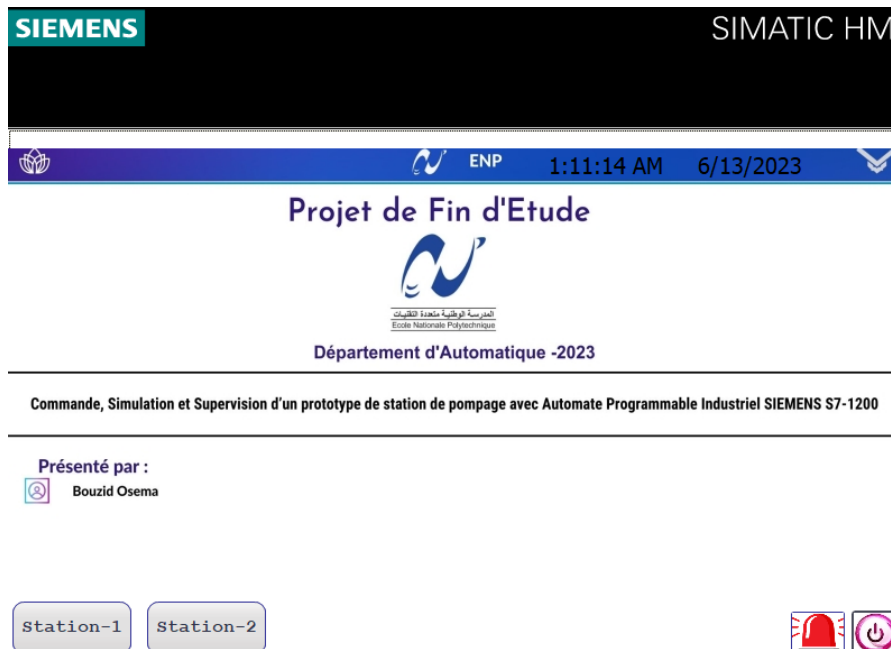 SIEMENS
SIMATIC HM
ENP
1:11:14 AM 6/13/2023
Projet de Fin d'Etude
المدرسة الوطنية متعددة التقنيات
Ecole Nationale Polytechnique
Département d'Automatique -2023
Commande, Simulation et Supervision d'un prototype de station de pompage avec Automate Programmable Industriel SIEMENS S7-1200
Présenté par :
Bouzid Osema
Station-1
Station-2